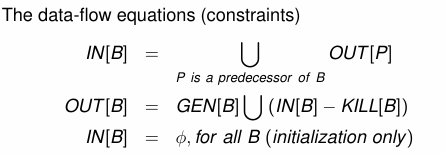 The data-flow equations (constraints)
IN[B] = ⋃ OUT[P]
P is a predecessor of B
OUT[B] = GEN[B] ⋃ (IN[B] − KILL[B])
IN[B] = ϕ, for all B (initialization only)